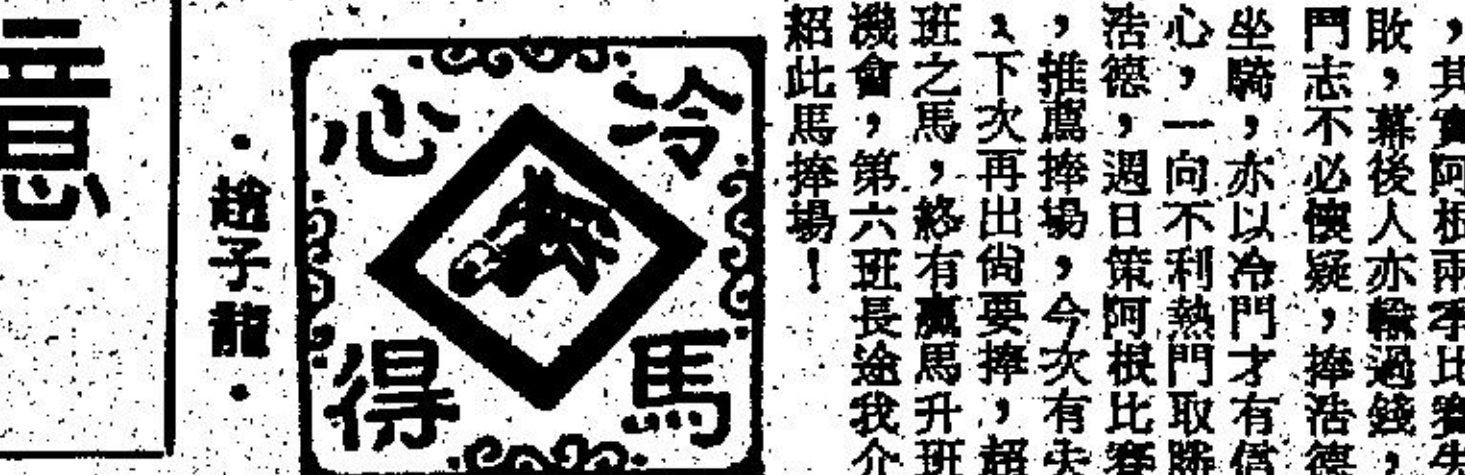 ，其實阿根兩季比賽失
敗，幕後人亦輸過錢，
鬥志不必懷疑，捧浩德
坐騎，亦以冷門才有信
心，一向不利熱門取勝
浩德，週日策阿根比賽
，推薦捧場，今次有失
，下次再出尙要捧，超
班之馬，終有贏馬升班
機會，第六班長途我介
紹此馬捧場！
冷馬
心得
·趙子龍·
意